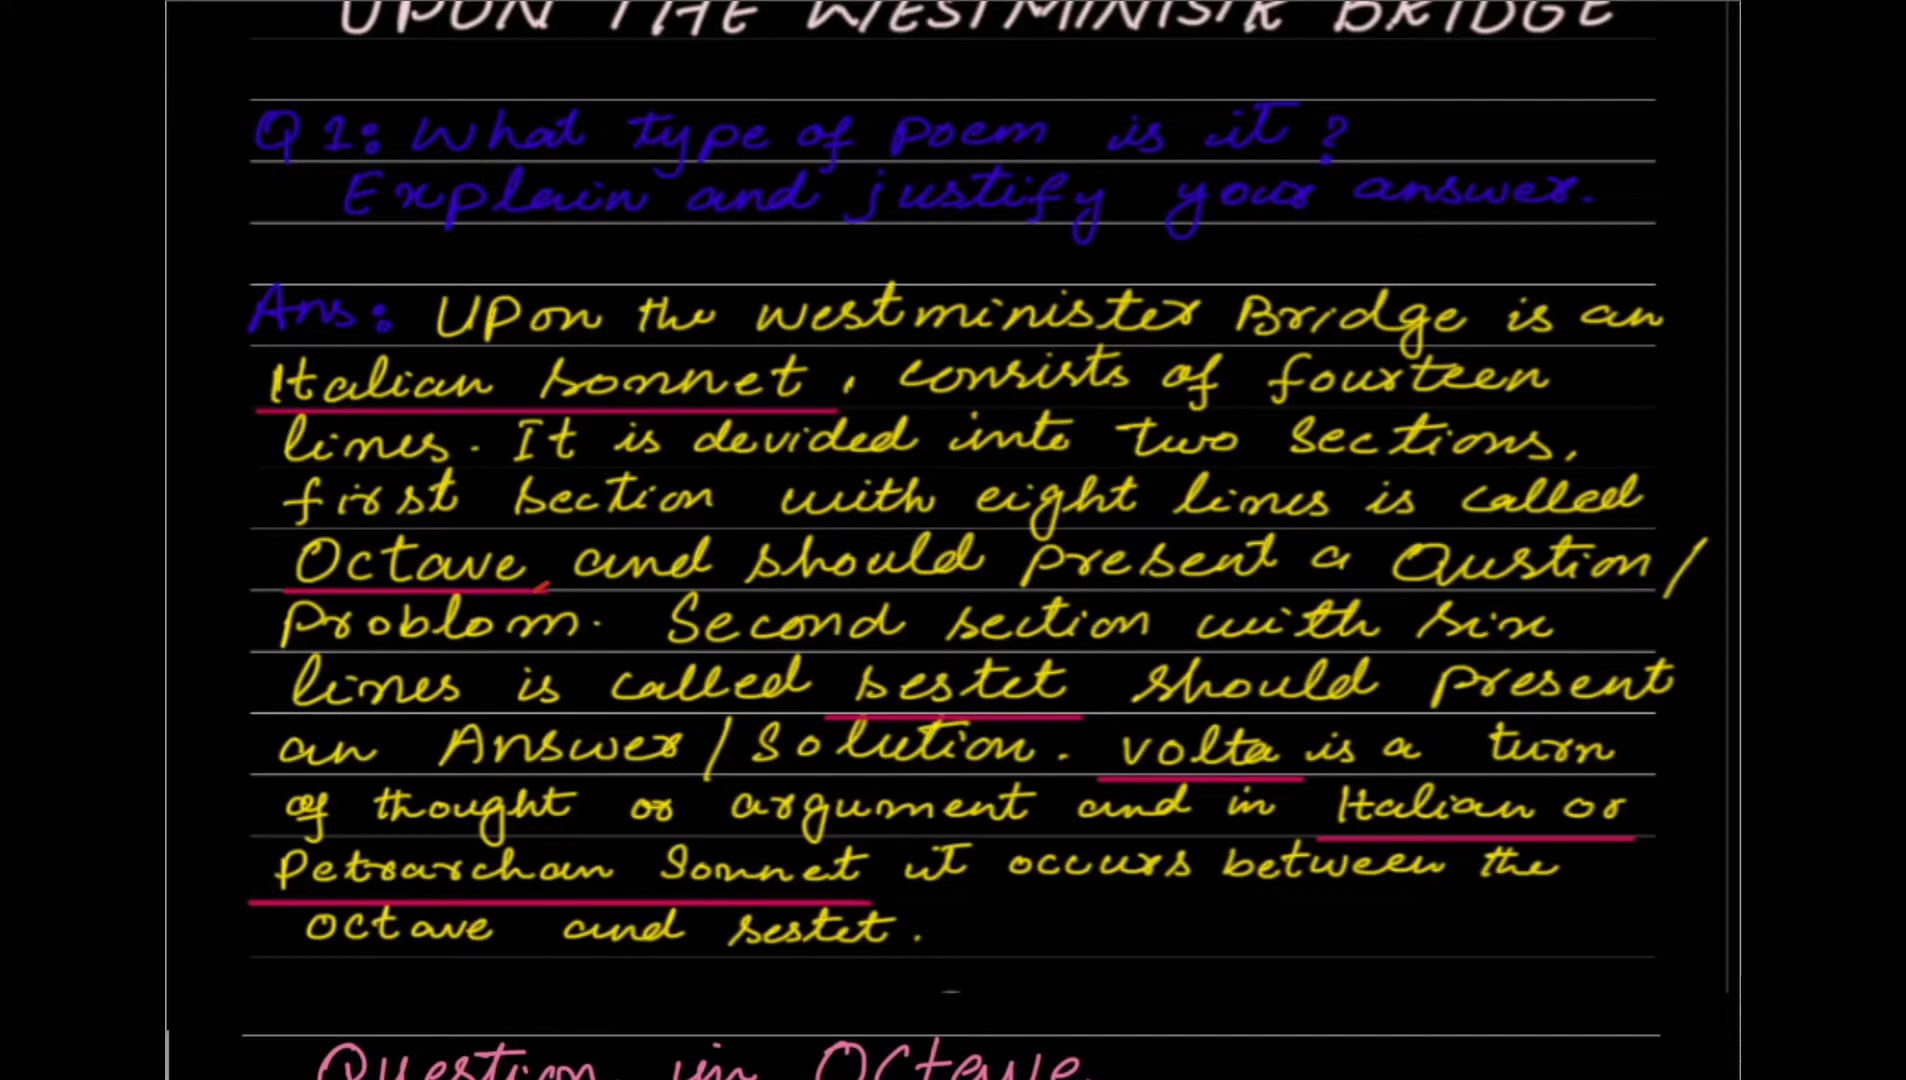 UPON THE WESTMINISTR BRIDGE
Q1: What type of poem is it?
Explain and justify your answer.
Ans: Upon the westminister Bridge is an
Italian sonnet, consists of fourteen
lines. It is devided into two sections,
first section with eight lines is called
Octave and should present a Qustion/
Problom. Second section with six
lines is called sestet should present
an Answer/Solution. Volta is a turn
of thought or argument and in Italian or
Petrarchan Sonnet it occurs between the
octave and sestet.
Question in Octave